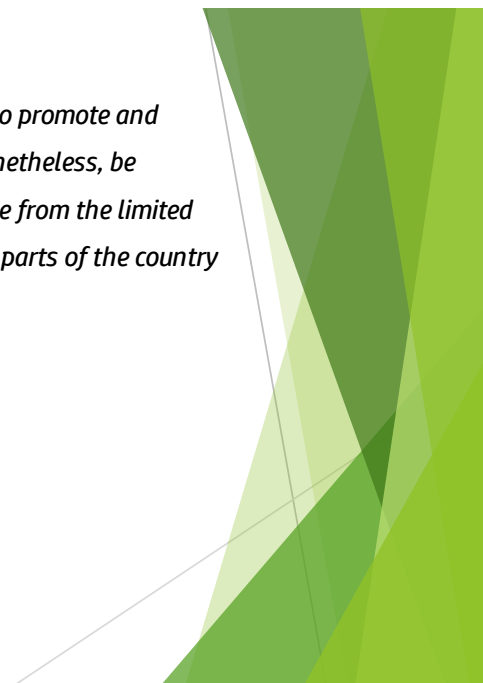 o promote and
netheless, be
e from the limited
parts of the country